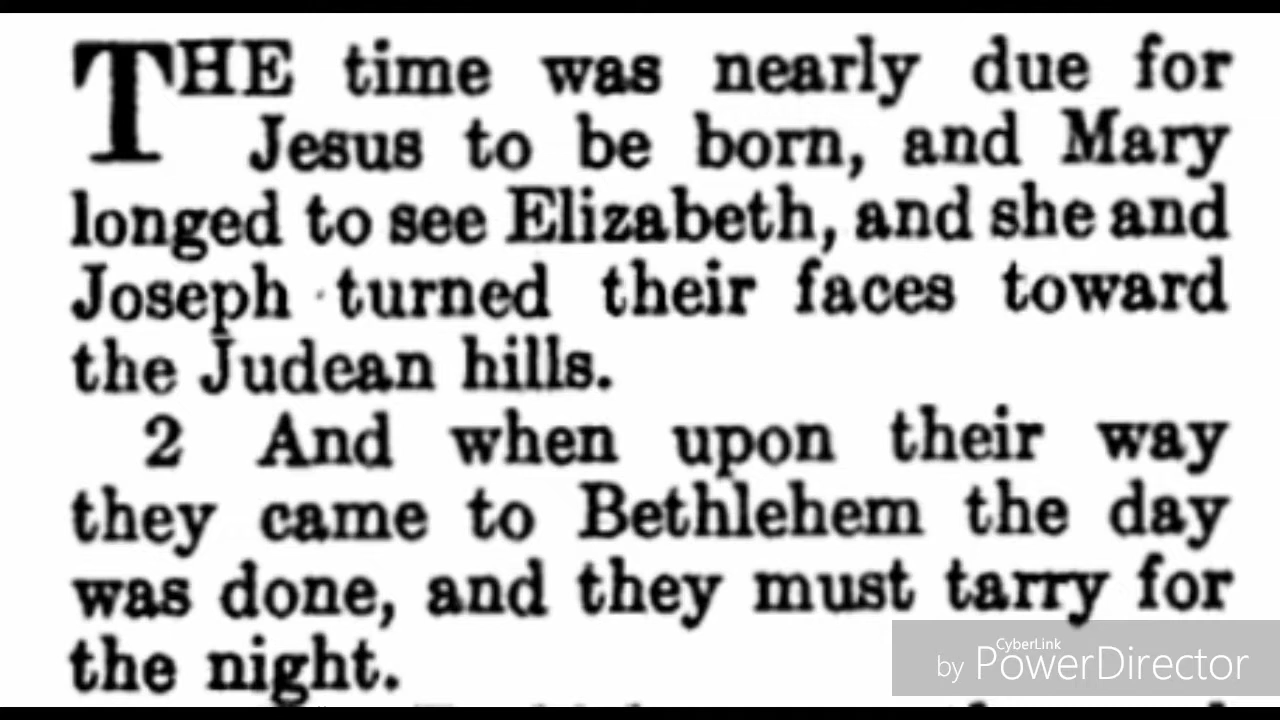 THE time was nearly due for
Jesus to be born, and Mary
longed to see Elizabeth, and she and
Joseph turned their faces toward
the Judean hills.
2 And when upon their way
they came to Bethlehem the day
was done, and they must tarry for
the night.
CyberLink
by PowerDirector